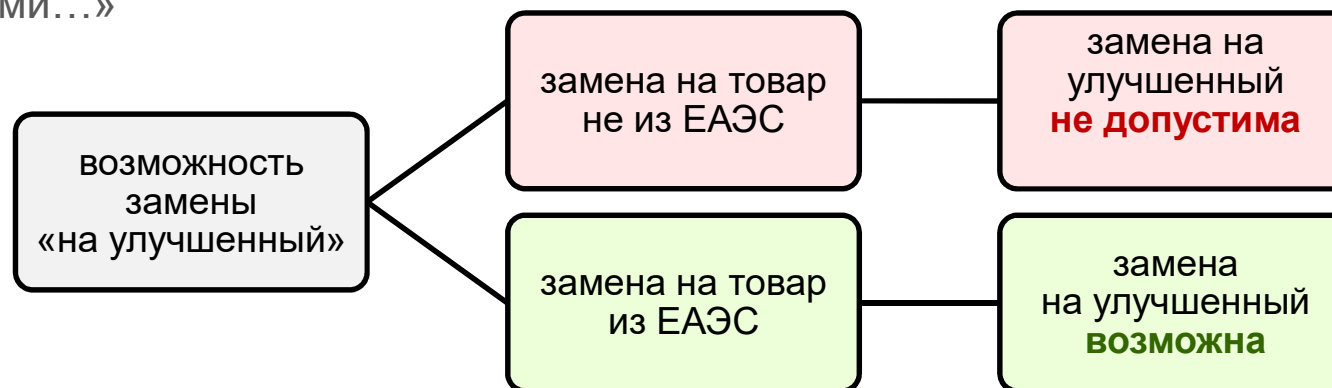 ми…»
замена на товар
не из ЕАЭС
замена на
улучшенный
не допустима
возможность
замены
«на улучшенный»
замена на товар
из ЕАЭС
замена
на улучшенный
возможна